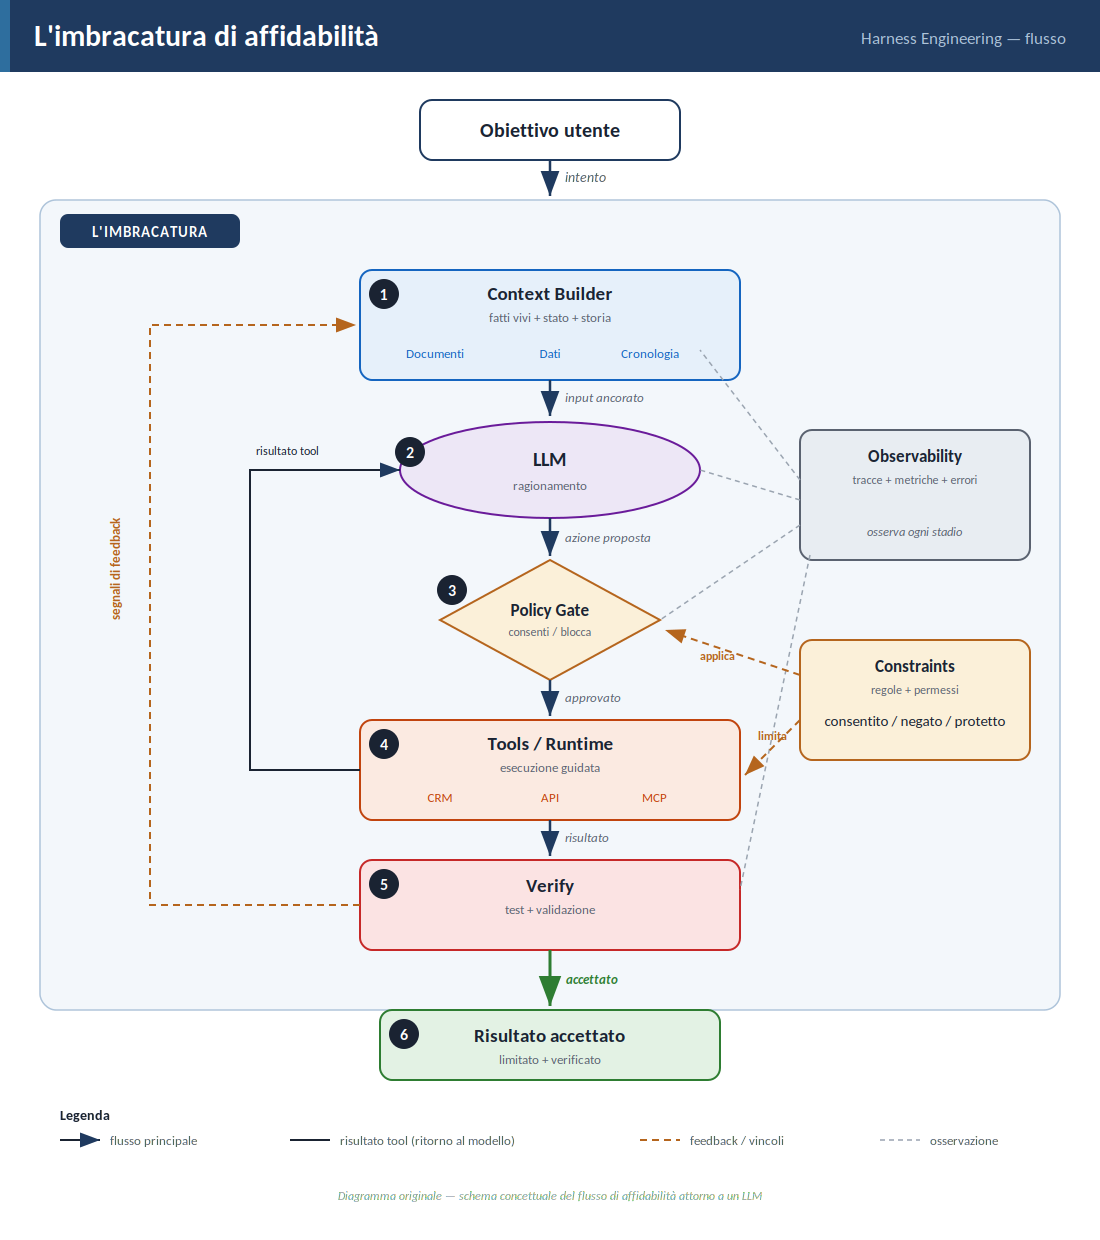 L'imbracatura di affidabilità
Harness Engineering — flusso
Obiettivo utente
intento
L'IMBRACATURA
1
Context Builder
fatti vivi + stato + storia
Documenti
Dati
Cronologia
input ancorato
risultato tool
2
LLM
ragionamento
Observability
tracce + metriche + errori
osserva ogni stadio
segnali di feedback
azione proposta
3
Policy Gate
consenti / blocca
applica
Constraints
regole + permessi
consentito / negato / protetto
limita
approvato
4
Tools / Runtime
esecuzione guidata
CRM
API
MCP
risultato
5
Verify
test + validazione
accettato
6
Risultato accettato
limitato + verificato
Legenda
flusso principale
risultato tool (ritorno al modello)
feedback / vincoli
osservazione
Diagramma originale — schema concettuale del flusso di affidabilità attorno a un LLM